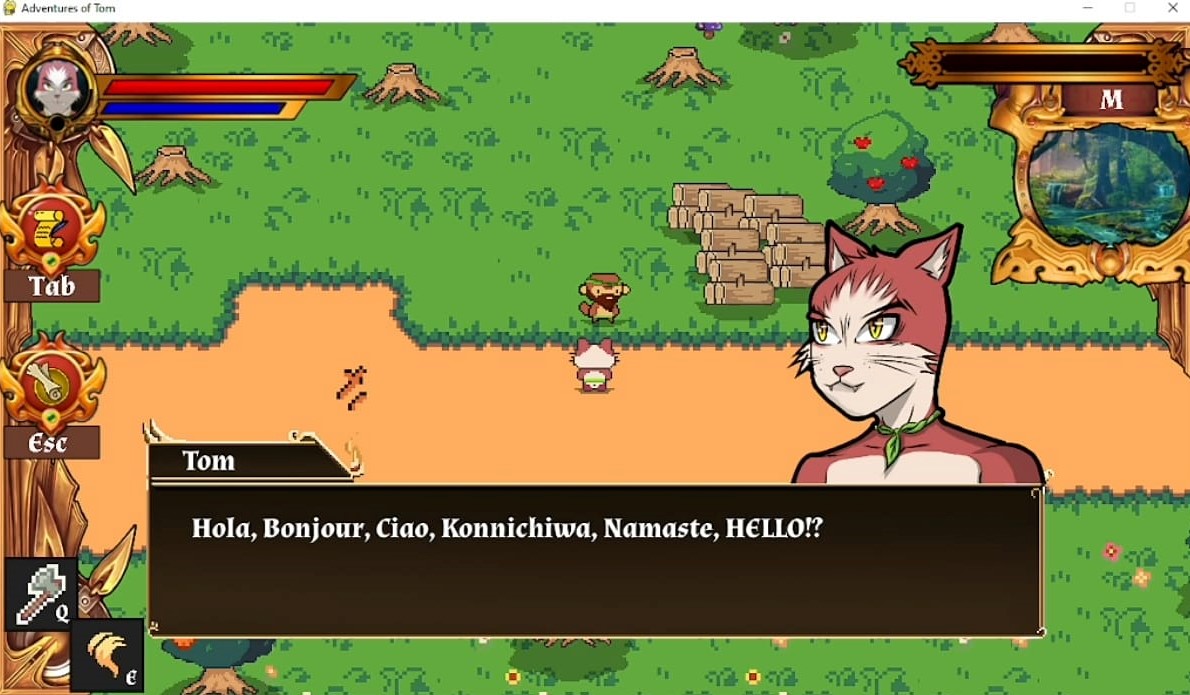 Adventures of Tom
M
Tab
Esc
Tom
Hola, Bonjour, Ciao, Konnichiwa, Namaste, HELLO!?
Q
E